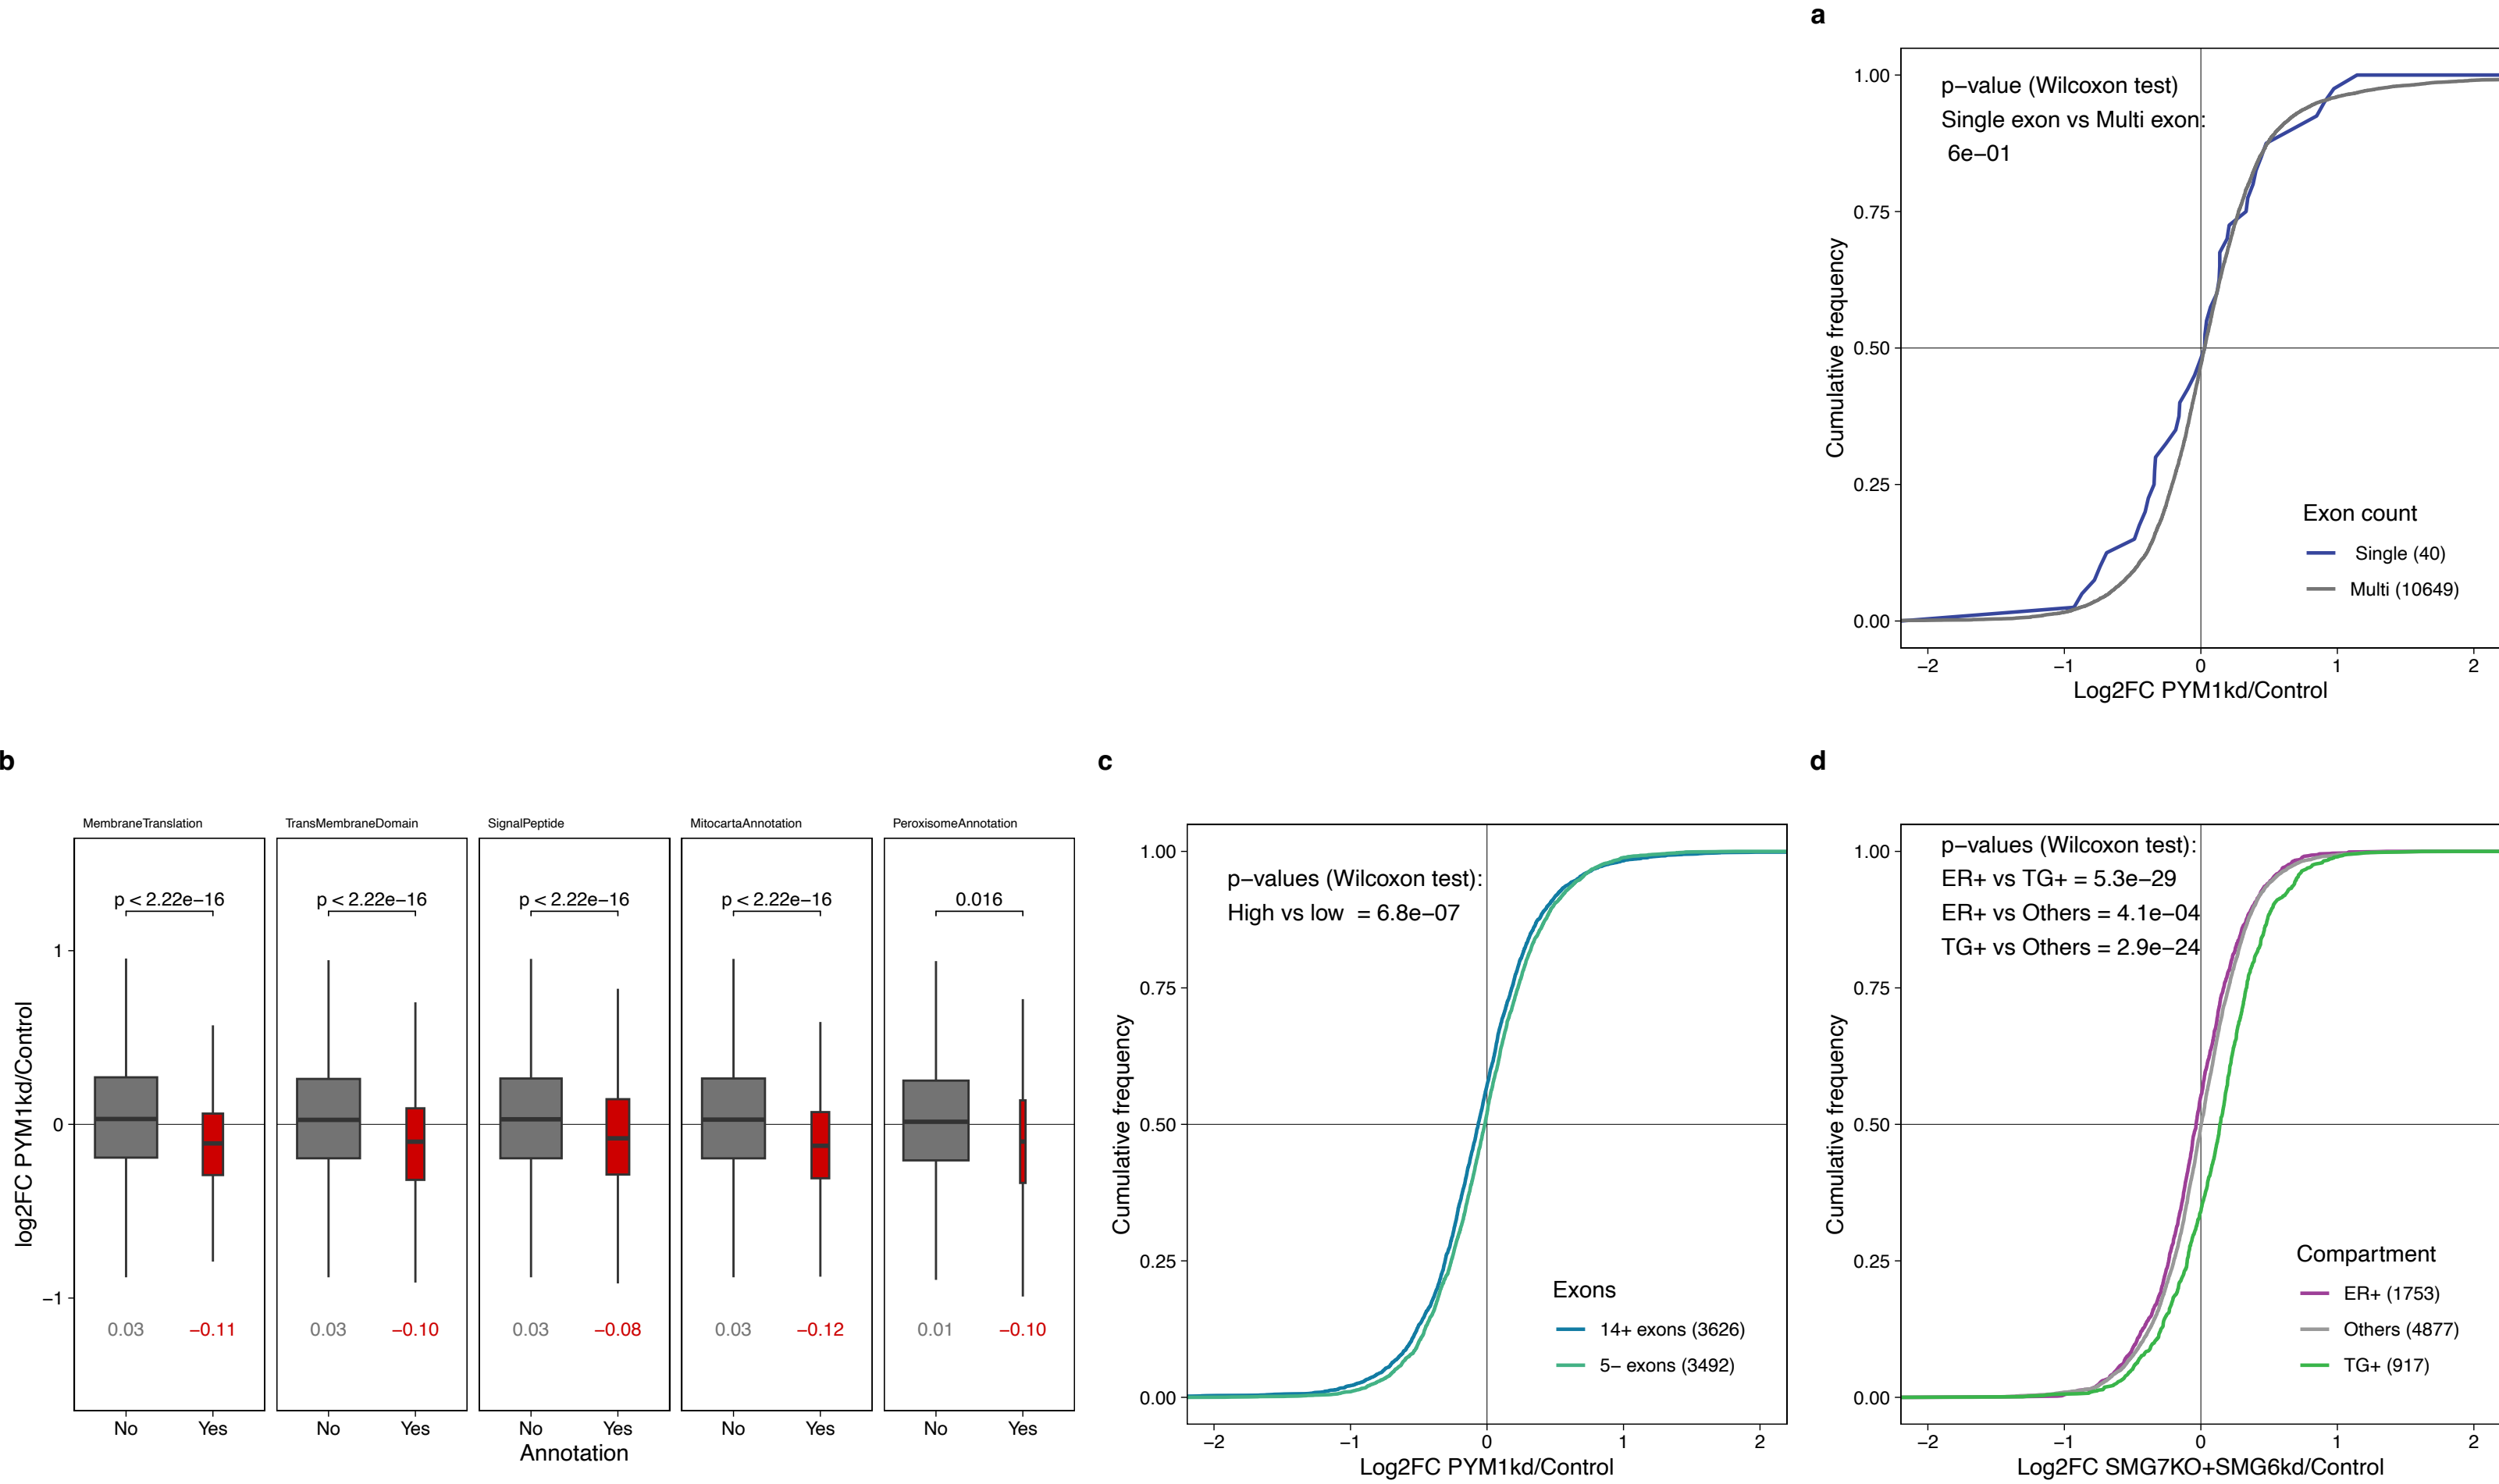 a
p−value (Wilcoxon test)
Single exon vs Multi exon:
6e−01
1.00
0.75
0.50
0.25
0.00
Cumulative frequency
Exon count
Single (40)
Multi (10649)
−2
−1
0
1
2
Log2FC PYM1kd/Control
b
MembraneTranslation
TransMembraneDomain
SignalPeptide
MitocartaAnnotation
PeroxisomeAnnotation
p < 2.22e−16
p < 2.22e−16
p < 2.22e−16
p < 2.22e−16
0.016
1
0
−1
log2FC PYM1kd/Control
0.03
−0.11
0.03
−0.10
0.03
−0.08
0.03
−0.12
0.01
−0.10
No
Yes
No
Yes
No
Yes
No
Yes
No
Yes
Annotation
c
p−values (Wilcoxon test):
High vs low = 6.8e−07
1.00
0.75
0.50
0.25
0.00
Cumulative frequency
Exons
14+ exons (3626)
5− exons (3492)
−2
−1
0
1
2
Log2FC PYM1kd/Control
d
p−values (Wilcoxon test):
ER+ vs TG+ = 5.3e−29
ER+ vs Others = 4.1e−04
TG+ vs Others = 2.9e−24
1.00
0.75
0.50
0.25
0.00
Cumulative frequency
Compartment
ER+ (1753)
Others (4877)
TG+ (917)
−2
−1
0
1
2
Log2FC SMG7KO+SMG6kd/Control